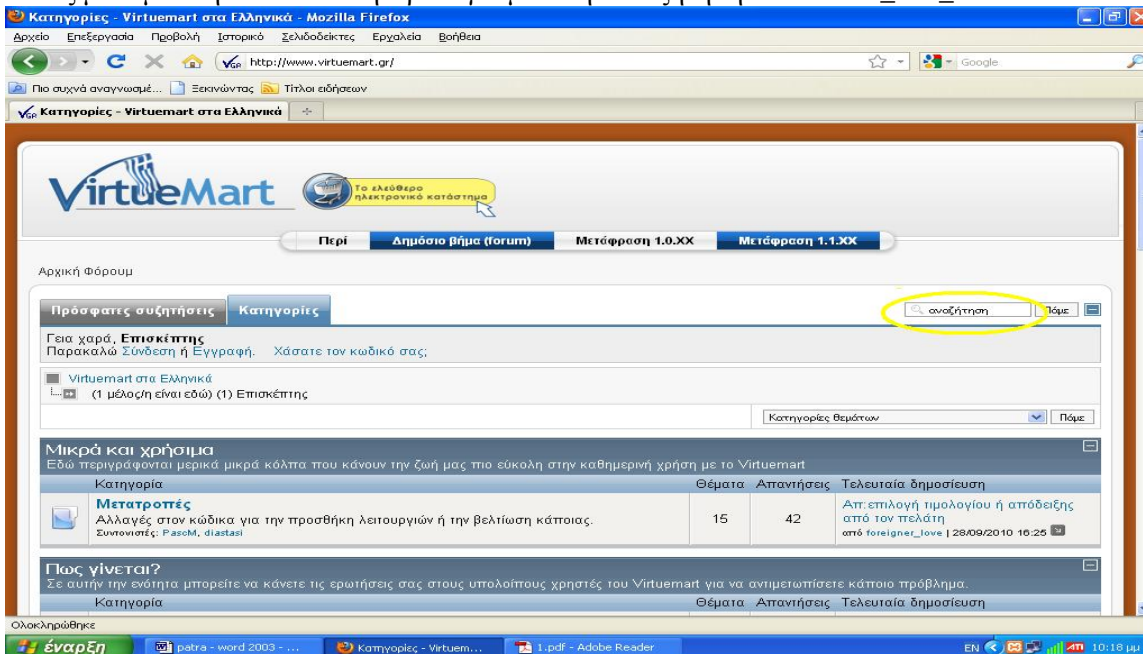 Κατηγορίες - Virtuemart στα Ελληνικά - Mozilla Firefox
Αρχείο Επεξεργασία Προβολή Ιστορικό Σελιδοδείκτες Εργαλεία Βοήθεια
http://www.virtuemart.gr/ Google
Πιο συχνά αναγνωσμέ... Ξεκινώντας Τίτλοι ειδήσεων
Κατηγορίες - Virtuemart στα Ελληνικά
VirtueMart
Το ελεύθερο
ηλεκτρονικό κατάστημα
Περί Δημόσιο βήμα (forum) Μετάφραση 1.0.XX Μετάφραση 1.1.XX
Αρχική Φόρουμ
Πρόσφατες συζητήσεις Κατηγορίες αναζήτηση Πάμε
Γεια χαρά, Επισκέπτης
Παρακαλώ Σύνδεση ή Εγγραφή. Χάσατε τον κωδικό σας;
Virtuemart στα Ελληνικά
(1 μέλος/η είναι εδώ) (1) Επισκέπτης
Κατηγορίες θεμάτων Πάμε
Μικρά και χρήσιμα
Εδώ περιγράφονται μερικά μικρά κόλπα που κάνουν την ζωή μας πιο εύκολη στην καθημερινή χρήση με το Virtuemart
Κατηγορία Θέματα Απαντήσεις Τελευταία δημοσίευση
Μετατροπές
Αλλαγές στον κώδικα για την προσθήκη λειτουργιών ή την βελτίωση κάποιας.
Συντονιστές: PascM, diastasi
15 42
Απ:επιλογή τιμολογίου ή απόδειξης
από τον πελάτη
από foreigner_love | 28/09/2010 16:25
Πως γίνεται?
Σε αυτήν την ενότητα μπορείτε να κάνετε τις ερωτήσεις σας στους υπολοίπους χρηστές του Virtuemart για να αντιμετωπίσετε κάποιο πρόβλημα.
Κατηγορία Θέματα Απαντήσεις Τελευταία δημοσίευση
Ολοκληρώθηκε
έναρξη patra - word 2003 - ... Κατηγορίες - Virtuem... 1.pdf - Adobe Reader EN 10:18 μμ